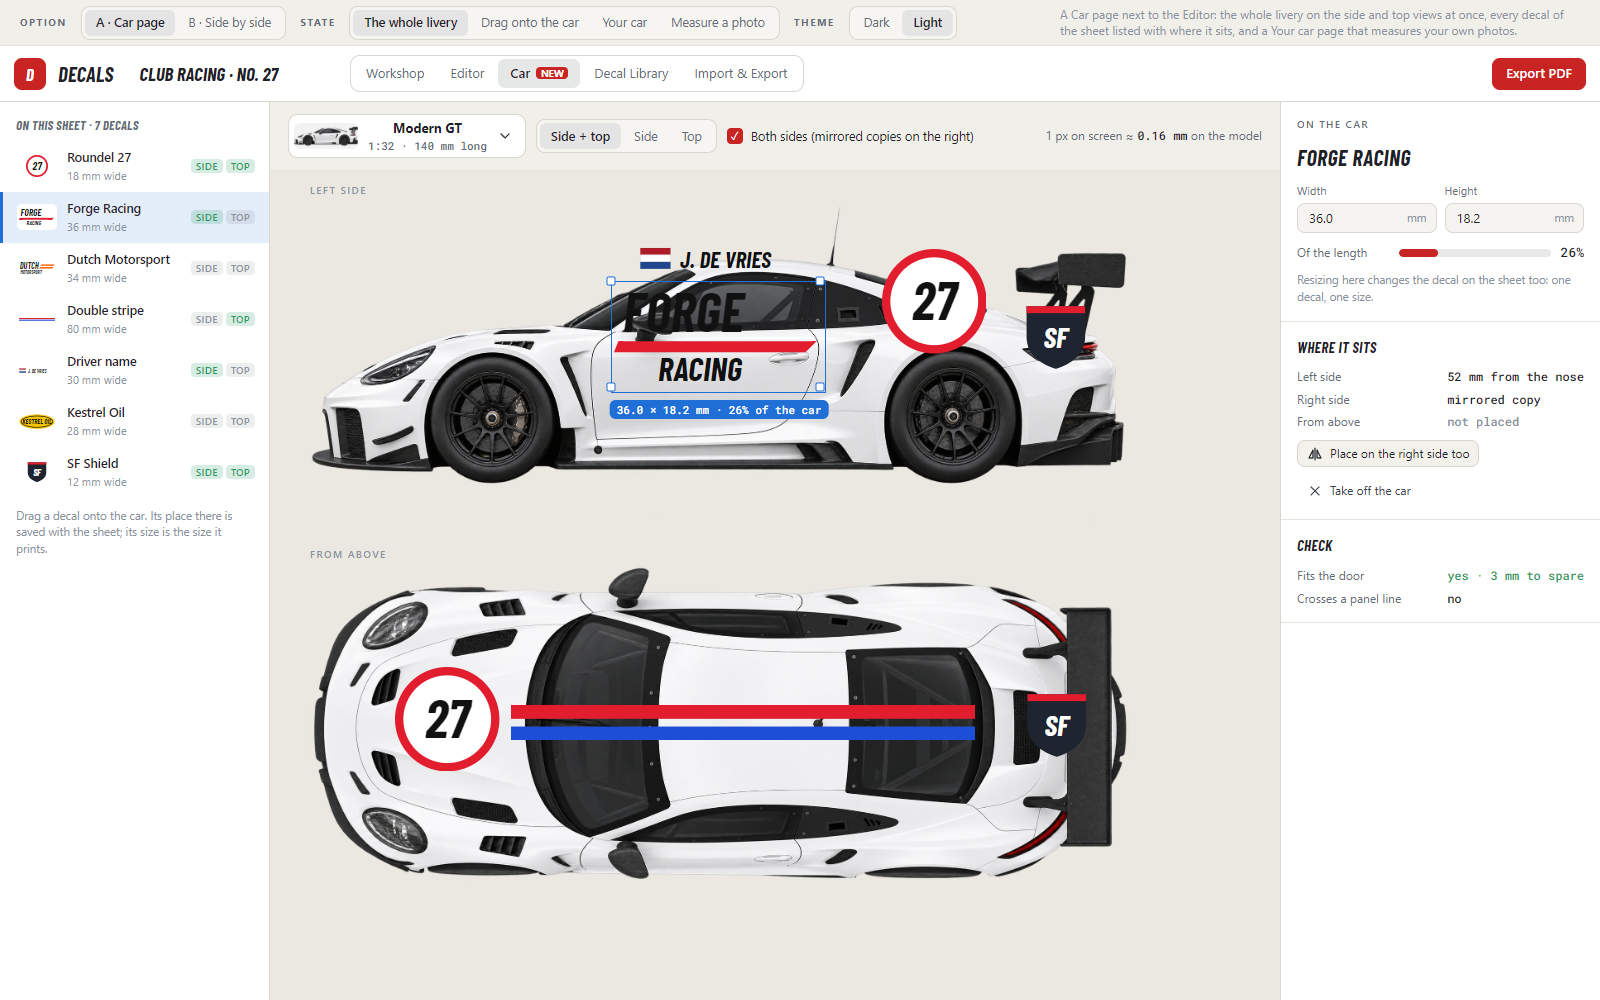 OPTION
A · Car page
B · Side by side
STATE
The whole livery
Drag onto the car
Your car
Measure a photo
THEME
Dark
Light
A Car page next to the Editor: the whole livery on the side and top views at once, every decal of
the sheet listed with where it sits, and a Your car page that measures your own photos.
D
DECALS
CLUB RACING · NO. 27
Workshop
Editor
Car NEW
Decal Library
Import & Export
Export PDF
ON THIS SHEET · 7 DECALS
27
Roundel 27
18 mm wide
SIDE TOP
FORGE
RACING
Forge Racing
36 mm wide
SIDE TOP
DUTCH
MOTORSPORT
Dutch Motorsport
34 mm wide
SIDE TOP
Double stripe
80 mm wide
SIDE TOP
J. DE VRIES
Driver name
30 mm wide
SIDE TOP
KESTREL OIL
Kestrel Oil
28 mm wide
SIDE TOP
SF
SF Shield
12 mm wide
SIDE TOP
Drag a decal onto the car. Its place there is
saved with the sheet; its size is the size it
prints.
Modern GT
1:32 · 140 mm long
Side + top
Side
Top
Both sides (mirrored copies on the right)
1 px on screen ≈ 0.16 mm on the model
LEFT SIDE
J. DE VRIES
FORGE
RACING
36.0 × 18.2 mm · 26% of the car
27
SF
FROM ABOVE
27
SF
ON THE CAR
FORGE RACING
Width
Height
36.0 mm
18.2 mm
Of the length
26%
Resizing here changes the decal on the sheet too: one
decal, one size.
WHERE IT SITS
Left side
52 mm from the nose
Right side
mirrored copy
From above
not placed
Place on the right side too
Take off the car
CHECK
Fits the door
yes · 3 mm to spare
Crosses a panel line
no